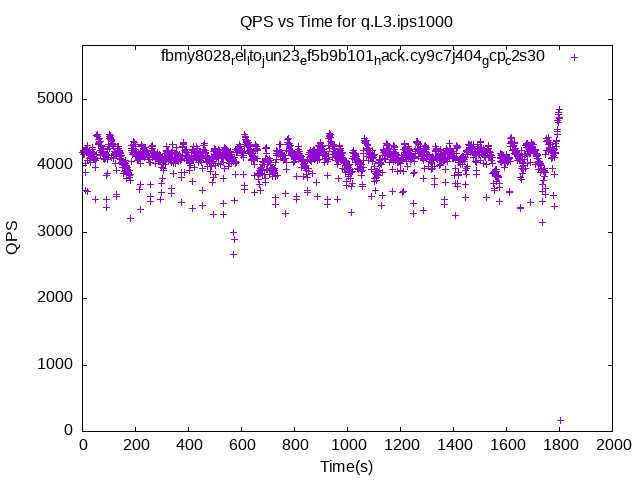 QPS vs Time for q.L3.ips1000
fbmy8028relltojun23ef5b9b101hack.cy9c7j404gcpc2s30
5000
4000
3000
2000
1000
0
QPS
0 200 400 600 800 1000 1200 1400 1600 1800 2000
Time(s)